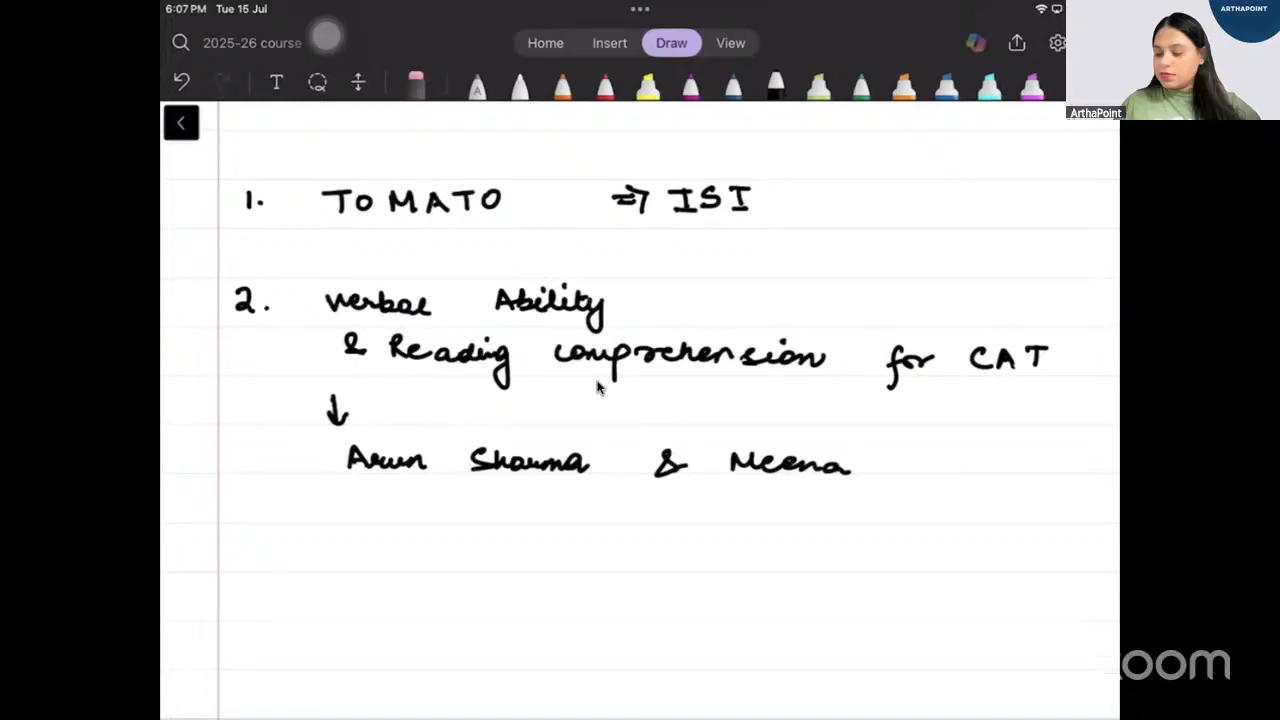 6:07 PM Tue 15 Jul
ARTHAPOINT
2025-26 course
Home Insert Draw View
ArthaPoint
1. TOMATO ⇒ ISI
2. Verbal Ability
& Reading Comprehension for CAT
↓
Arun Sharma & Meena
zoom